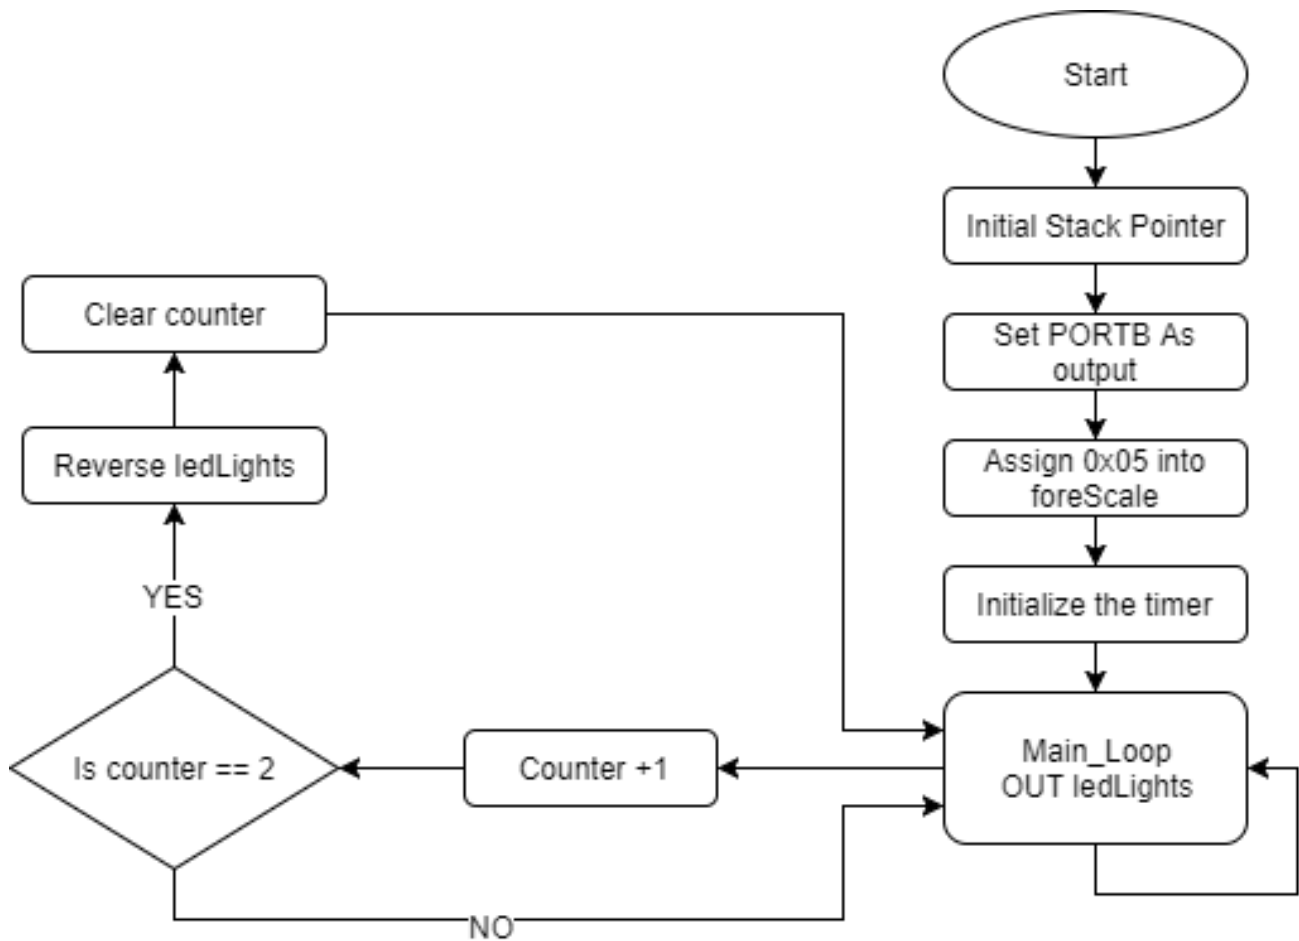 Start
Initial Stack Pointer
Set PORTB As
output
Assign 0x05 into
foreScale
Initialize the timer
Main_Loop
OUT ledLights
Counter +1
Is counter == 2
YES
Reverse ledLights
Clear counter
NO